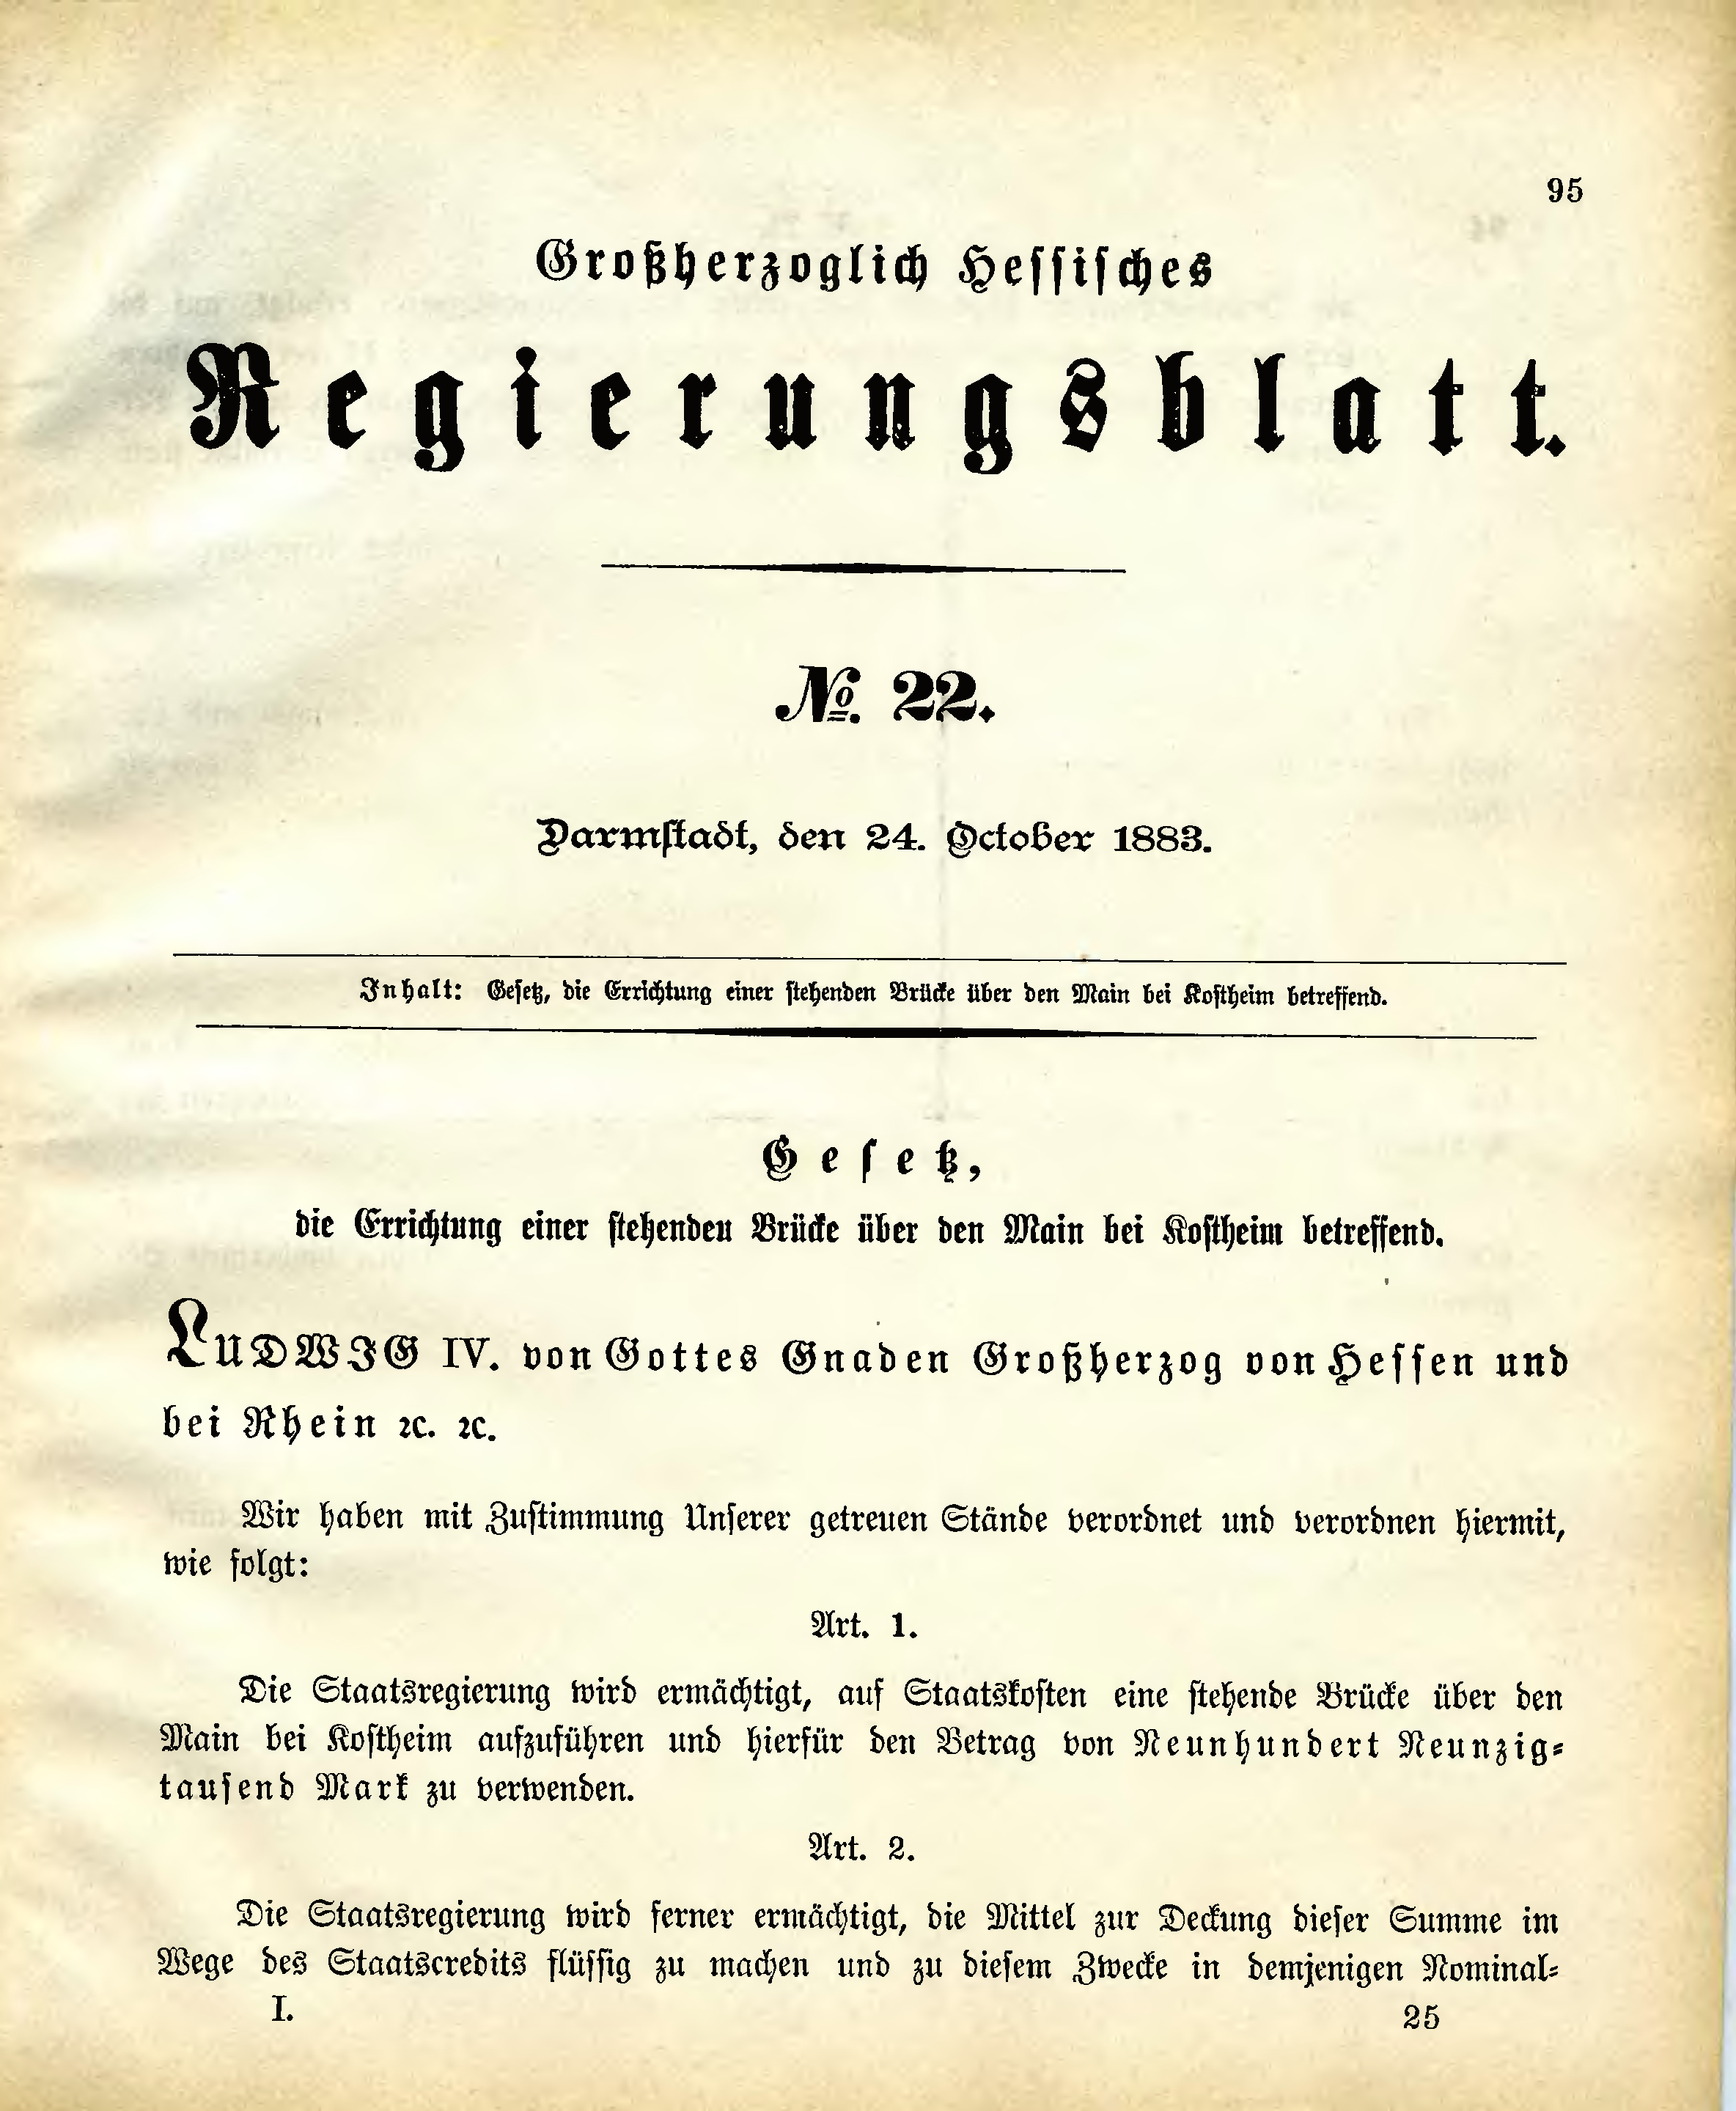 95
Großherzoglich Hessisches
Regierungsblatt.
№. 22.
Darmstadt, den 24. October 1883.
Inhalt: Gesetz, die Errichtung einer stehenden Brücke über den Main bei Kostheim betreffend.
Gesetz,
die Errichtung einer stehenden Brücke über den Main bei Kostheim betreffend.
LUDWIG IV. von Gottes Gnaden Großherzog von Hessen und
bei Rhein ꝛc. ꝛc.
Wir haben mit Zustimmung Unserer getreuen Stände verordnet und verordnen hiermit,
wie folgt:
Art. 1.
Die Staatsregierung wird ermächtigt, auf Staatskosten eine stehende Brücke über den
Main bei Kostheim aufzuführen und hierfür den Betrag von Neunhundert Neunzig-
tausend Mark zu verwenden.
Art. 2.
Die Staatsregierung wird ferner ermächtigt, die Mittel zur Deckung dieser Summe im
Wege des Staatscredits flüssig zu machen und zu diesem Zwecke in demjenigen Nominal-
I. 25